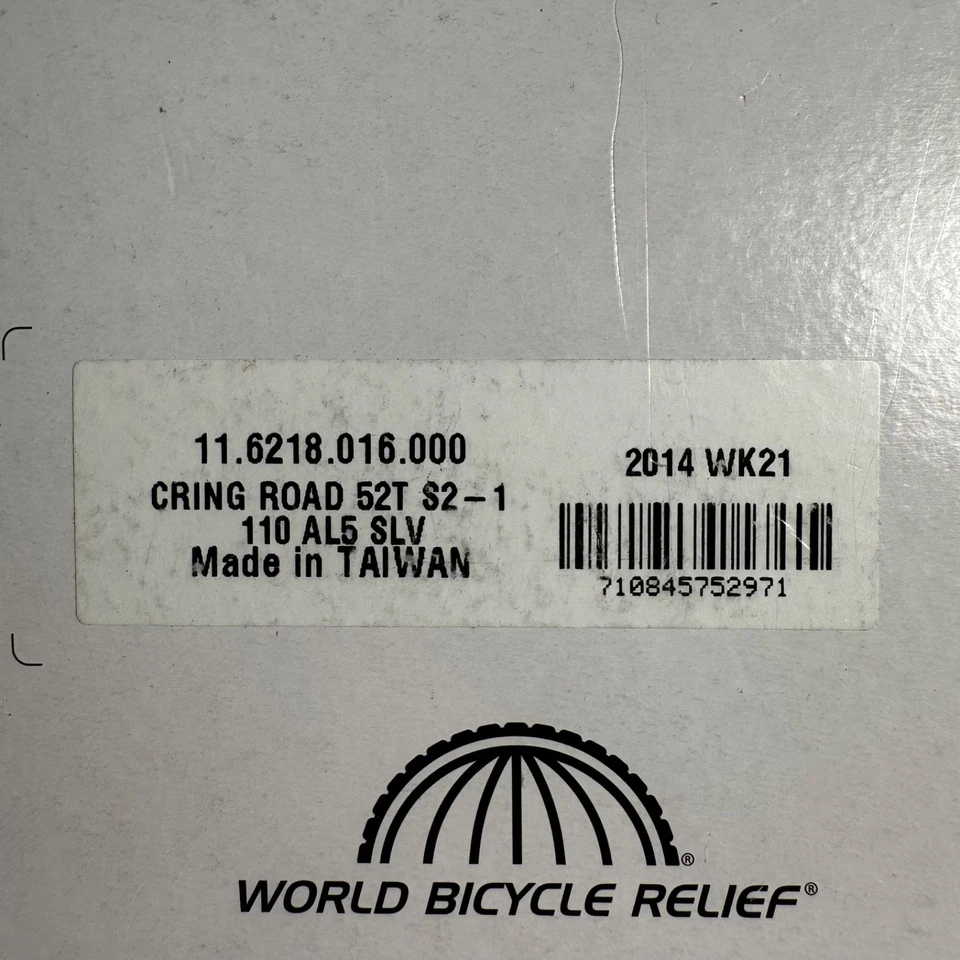 11.6218.016.000
CRING ROAD 52T S2-1
110 AL5 SLV
Made in TAIWAN
2014 WK21
710845752971
®
WORLD BICYCLE RELIEF®